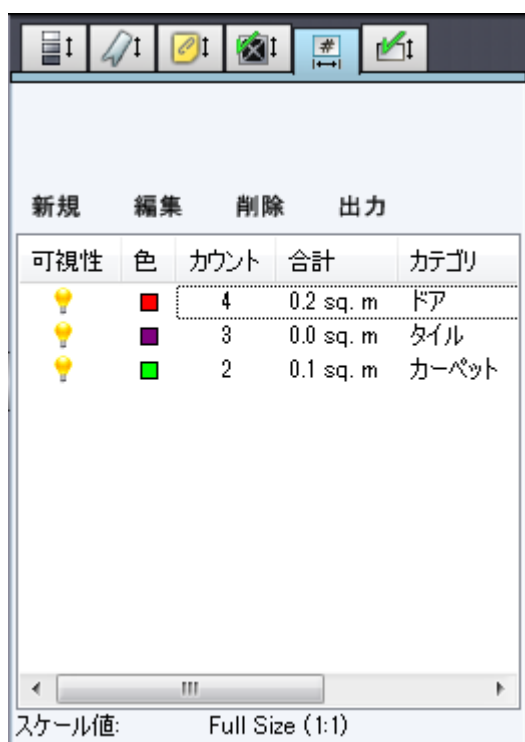 #
新規 編集 削除 出力
可視性 色 カウント 合計 カテゴリ
4 0.2 sq. m ドア
3 0.0 sq. m タイル
2 0.1 sq. m カーペット
スケール値: Full Size (1:1)